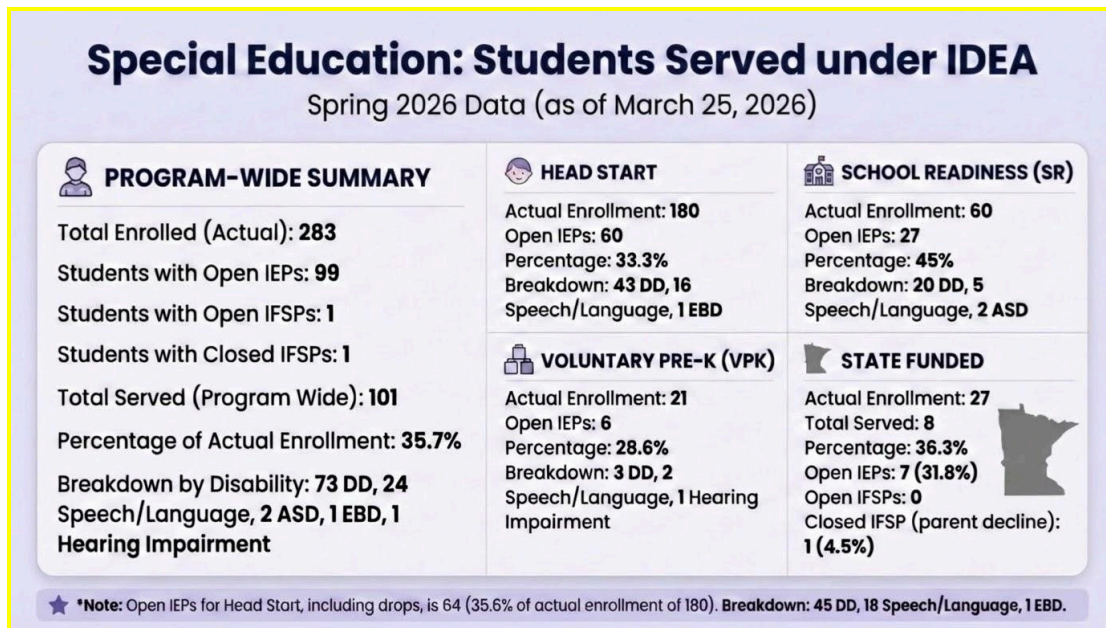 Special Education: Students Served under IDEA
Spring 2026 Data (as of March 25, 2026)
PROGRAM-WIDE SUMMARY
Total Enrolled (Actual): 283
Students with Open IEPs: 99
Students with Open IFSPs: 1
Students with Closed IFSPs: 1
Total Served (Program Wide): 101
Percentage of Actual Enrollment: 35.7%
Breakdown by Disability: 73 DD, 24
Speech/Language, 2 ASD, 1 EBD, 1
Hearing Impairment
HEAD START
Actual Enrollment: 180
Open IEPs: 60
Percentage: 33.3%
Breakdown: 43 DD, 16
Speech/Language, 1 EBD
SCHOOL READINESS (SR)
Actual Enrollment: 60
Open IEPs: 27
Percentage: 45%
Breakdown: 20 DD, 5
Speech/Language, 2 ASD
VOLUNTARY PRE-K (VPK)
Actual Enrollment: 21
Open IEPs: 6
Percentage: 28.6%
Breakdown: 3 DD, 2
Speech/Language, 1 Hearing
Impairment
STATE FUNDED
Actual Enrollment: 27
Total Served: 8
Percentage: 36.3%
Open IEPs: 7 (31.8%)
Open IFSPs: 0
Closed IFSP (parent decline):
1 (4.5%)
*Note: Open IEPs for Head Start, including drops, is 64 (35.6% of actual enrollment of 180). Breakdown: 45 DD, 18 Speech/Language, 1 EBD.